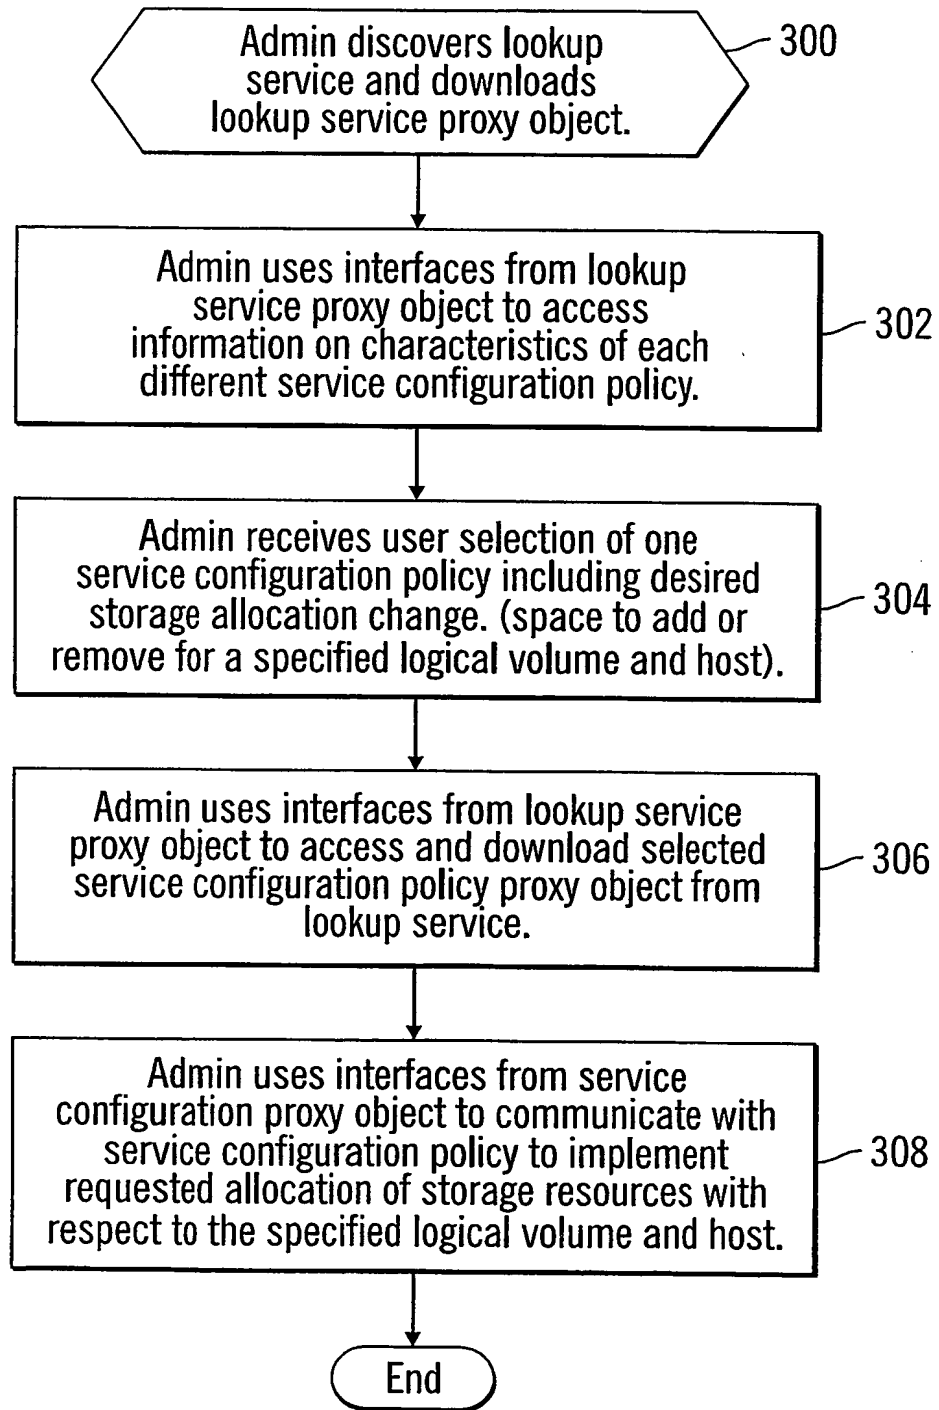 Admin discovers lookup
service and downloads
lookup service proxy object.
300
Admin uses interfaces from lookup
service proxy object to access
information on characteristics of each
different service configuration policy.
302
Admin receives user selection of one
service configuration policy including desired
storage allocation change. (space to add or
remove for a specified logical volume and host).
304
Admin uses interfaces from lookup service
proxy object to access and download selected
service configuration policy proxy object from
lookup service.
306
Admin uses interfaces from service
configuration proxy object to communicate with
service configuration policy to implement
requested allocation of storage resources with
respect to the specified logical volume and host.
308
End